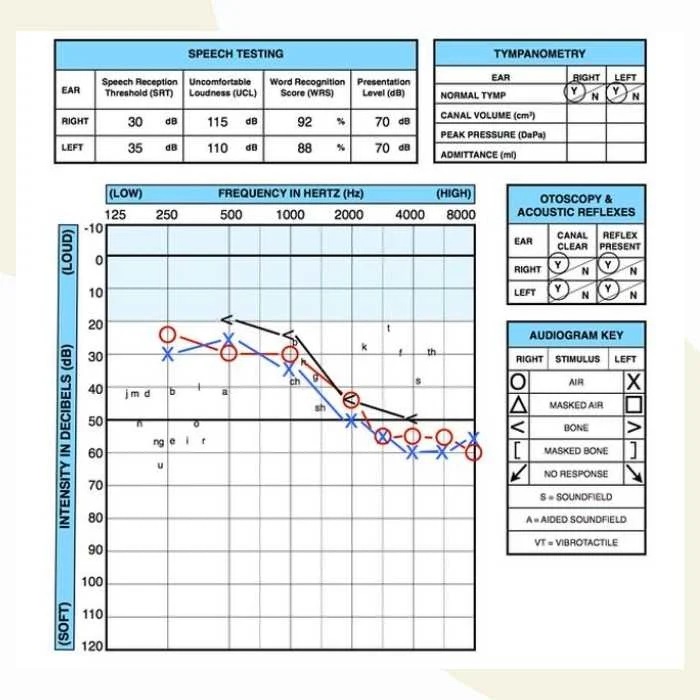 SPEECH TESTING
EAR Speech Reception Threshold (SRT) Uncomfortable Loudness (UCL) Word Recognition Score (WRS) Presentation Level (dB)
RIGHT 30 dB 115 dB 92 % 70 dB
LEFT 35 dB 110 dB 88 % 70 dB
TYMPANOMETRY
EAR RIGHT LEFT
NORMAL TYMP Y N Y N
CANAL VOLUME (cm³)
PEAK PRESSURE (DaPa)
ADMITTANCE (ml)
(LOW) FREQUENCY IN HERTZ (Hz) (HIGH)
125 250 500 1000 2000 4000 8000
(LOUD)
INTENSITY IN DECIBELS (dB)
(SOFT)
-10
0
10
20
30
40
50
60
70
80
90
100
110
120
t
k f th
h
ch g s
j m d b l a
sh
n o
ng e i r
u
OTOSCOPY &
ACOUSTIC REFLEXES
EAR CANAL CLEAR REFLEX PRESENT
RIGHT Y N Y N
LEFT Y N Y N
AUDIOGRAM KEY
RIGHT STIMULUS LEFT
O AIR X
△ MASKED AIR □
< BONE >
[ MASKED BONE ]
↙ NO RESPONSE ↘
S = SOUNDFIELD
A = AIDED SOUNDFIELD
VT = VIBROTACTILE